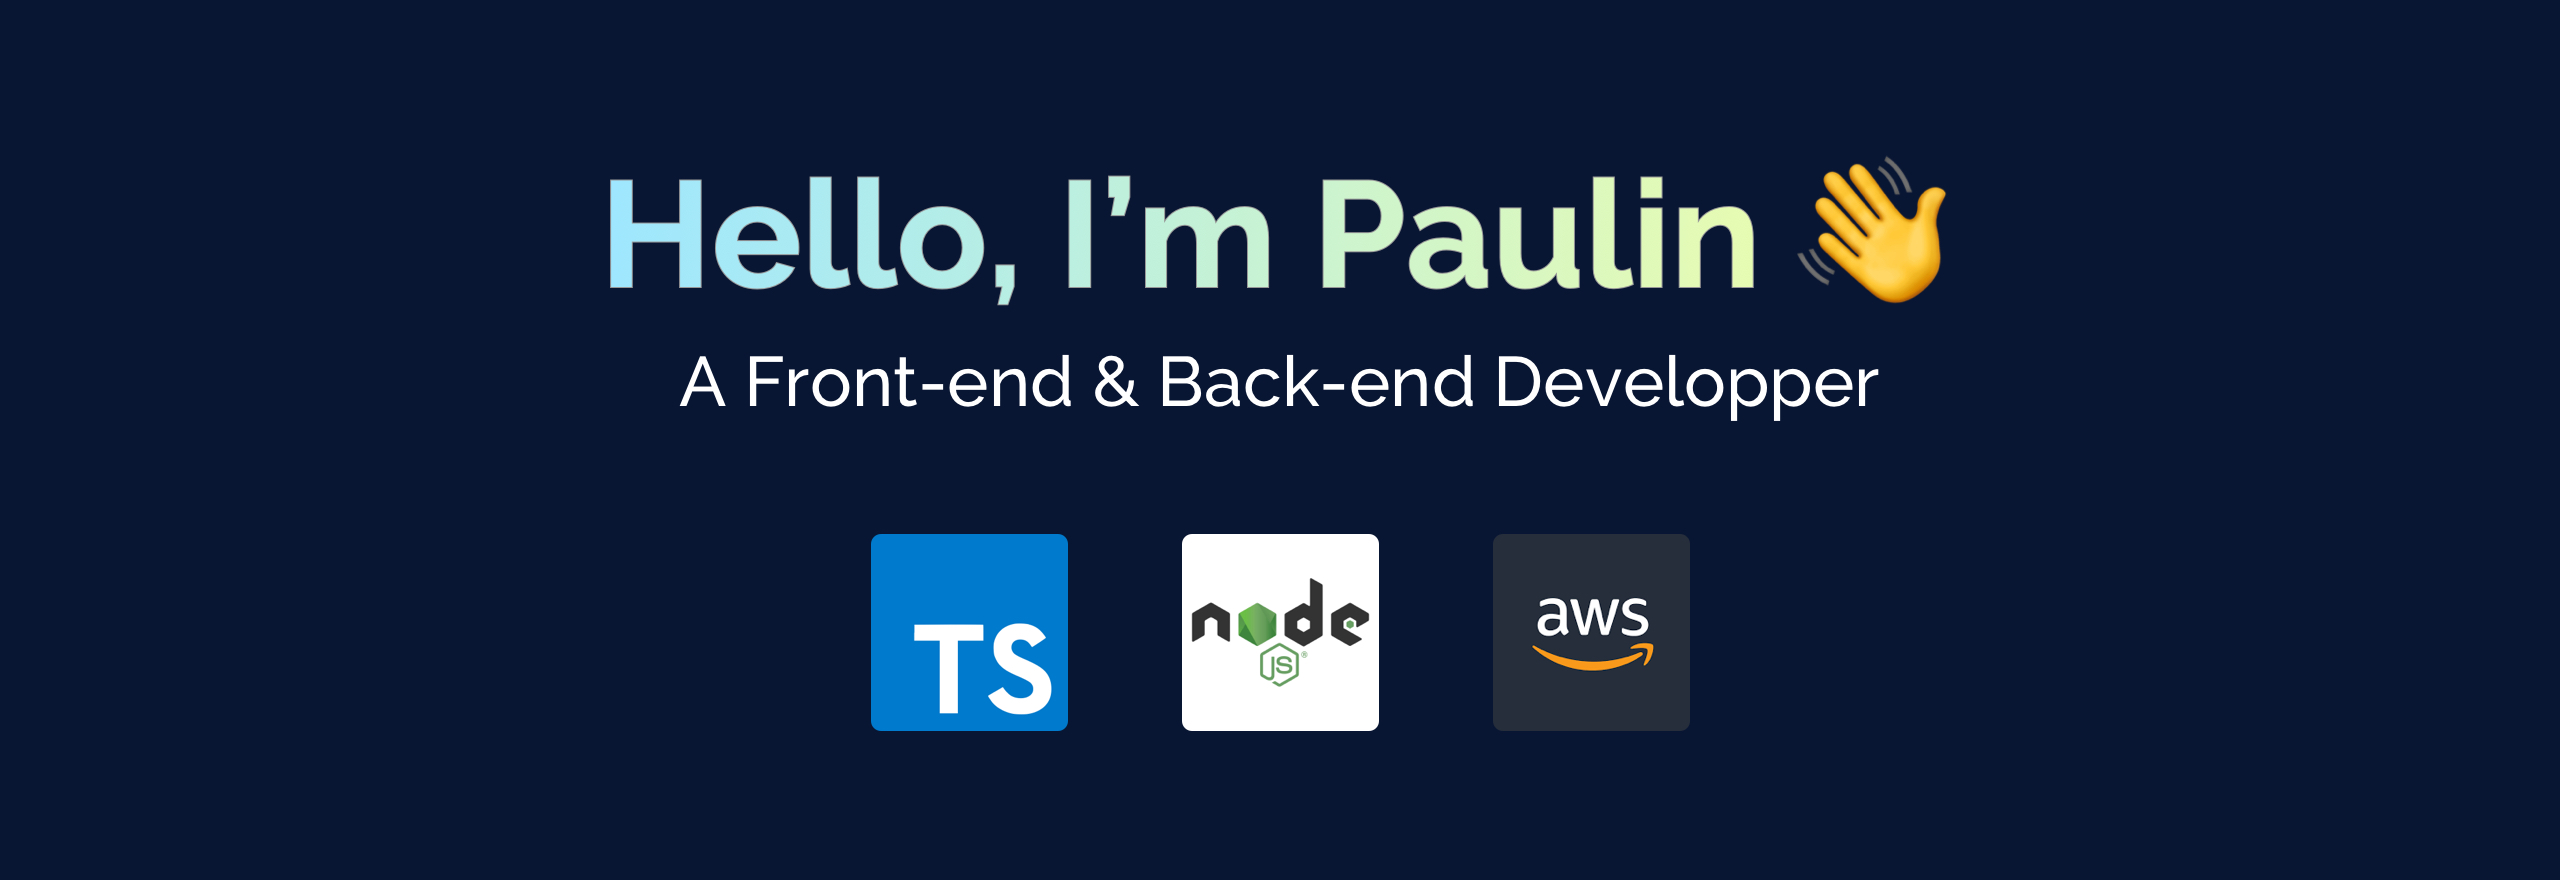 Hello, I’m Paulin 👋
A Front-end & Back-end Developper
TS
node
JS®
aws